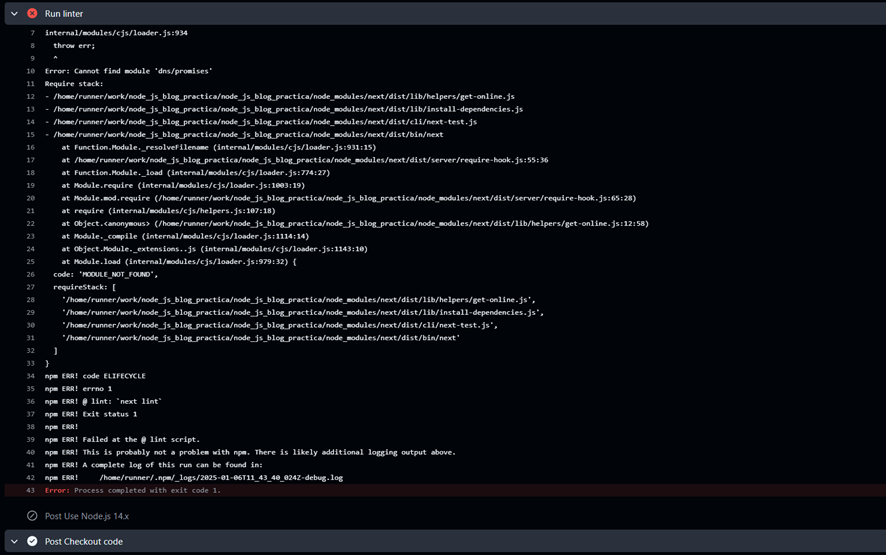 Run linter
7 internal/modules/cjs/loader.js:934
8 throw err;
9 ^
10 Error: Cannot find module 'dns/promises'
11 Require stack:
12 - /home/runner/work/node_js_blog_practica/node_js_blog_practica/node_modules/next/dist/lib/helpers/get-online.js
13 - /home/runner/work/node_js_blog_practica/node_js_blog_practica/node_modules/next/dist/lib/install-dependencies.js
14 - /home/runner/work/node_js_blog_practica/node_js_blog_practica/node_modules/next/dist/cli/next-test.js
15 - /home/runner/work/node_js_blog_practica/node_js_blog_practica/node_modules/next/dist/bin/next
16 at Function.Module._resolveFilename (internal/modules/cjs/loader.js:931:15)
17 at /home/runner/work/node_js_blog_practica/node_js_blog_practica/node_modules/next/dist/server/require-hook.js:55:36
18 at Function.Module._load (internal/modules/cjs/loader.js:774:27)
19 at Module.require (internal/modules/cjs/loader.js:1003:19)
20 at Module.mod.require (/home/runner/work/node_js_blog_practica/node_js_blog_practica/node_modules/next/dist/server/require-hook.js:65:28)
21 at require (internal/modules/cjs/helpers.js:107:18)
22 at Object.<anonymous> (/home/runner/work/node_js_blog_practica/node_js_blog_practica/node_modules/next/dist/lib/helpers/get-online.js:12:58)
23 at Module._compile (internal/modules/cjs/loader.js:1114:14)
24 at Object.Module._extensions..js (internal/modules/cjs/loader.js:1143:10)
25 at Module.load (internal/modules/cjs/loader.js:979:32) {
26 code: 'MODULE_NOT_FOUND',
27 requireStack: [
28 '/home/runner/work/node_js_blog_practica/node_js_blog_practica/node_modules/next/dist/lib/helpers/get-online.js',
29 '/home/runner/work/node_js_blog_practica/node_js_blog_practica/node_modules/next/dist/lib/install-dependencies.js',
30 '/home/runner/work/node_js_blog_practica/node_js_blog_practica/node_modules/next/dist/cli/next-test.js',
31 '/home/runner/work/node_js_blog_practica/node_js_blog_practica/node_modules/next/dist/bin/next'
32 ]
33 }
34 npm ERR! code ELIFECYCLE
35 npm ERR! errno 1
36 npm ERR! @ lint: `next lint`
37 npm ERR! Exit status 1
38 npm ERR!
39 npm ERR! Failed at the @ lint script.
40 npm ERR! This is probably not a problem with npm. There is likely additional logging output above.
41 npm ERR! A complete log of this run can be found in:
42 npm ERR! /home/runner/.npm/_logs/2025-01-06T11_43_40_024Z-debug.log
43 Error: Process completed with exit code 1.
Post Use Node.js 14.x
Post Checkout code